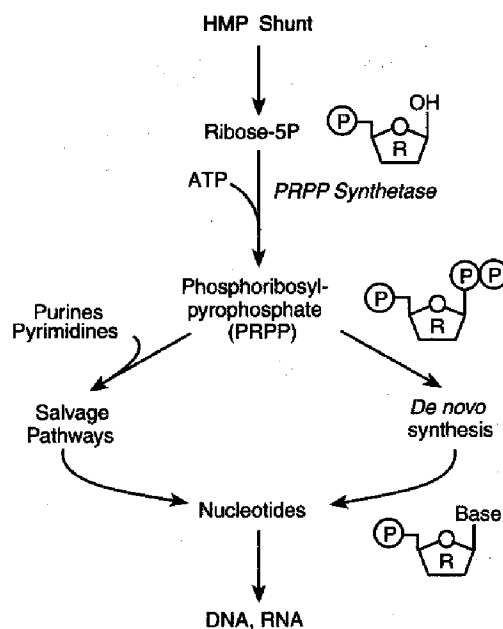 HMP Shunt
OH
P
O
R
Ribose-5P
ATP
PRPP Synthetase
Phosphoribosyl-
pyrophosphate
(PRPP)
P P
P
O
R
Purines
Pyrimidines
Salvage
Pathways
De novo
synthesis
Nucleotides
Base
P
O
R
DNA, RNA